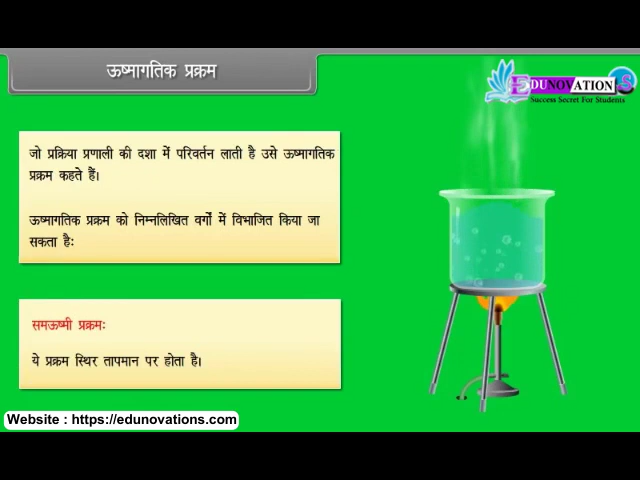 ऊष्मागतिक प्रक्रम
EDUNOVATIONS
Success Secret For Students
जो प्रक्रिया प्रणाली की दशा में परिवर्तन लाती है उसे ऊष्मागतिक
प्रक्रम कहते हैं।
ऊष्मागतिक प्रक्रम को निम्नलिखित वर्गों में विभाजित किया जा
सकता है:
समऊष्मी प्रक्रम:
ये प्रक्रम स्थिर तापमान पर होता है।
Website : https://edunovations.com